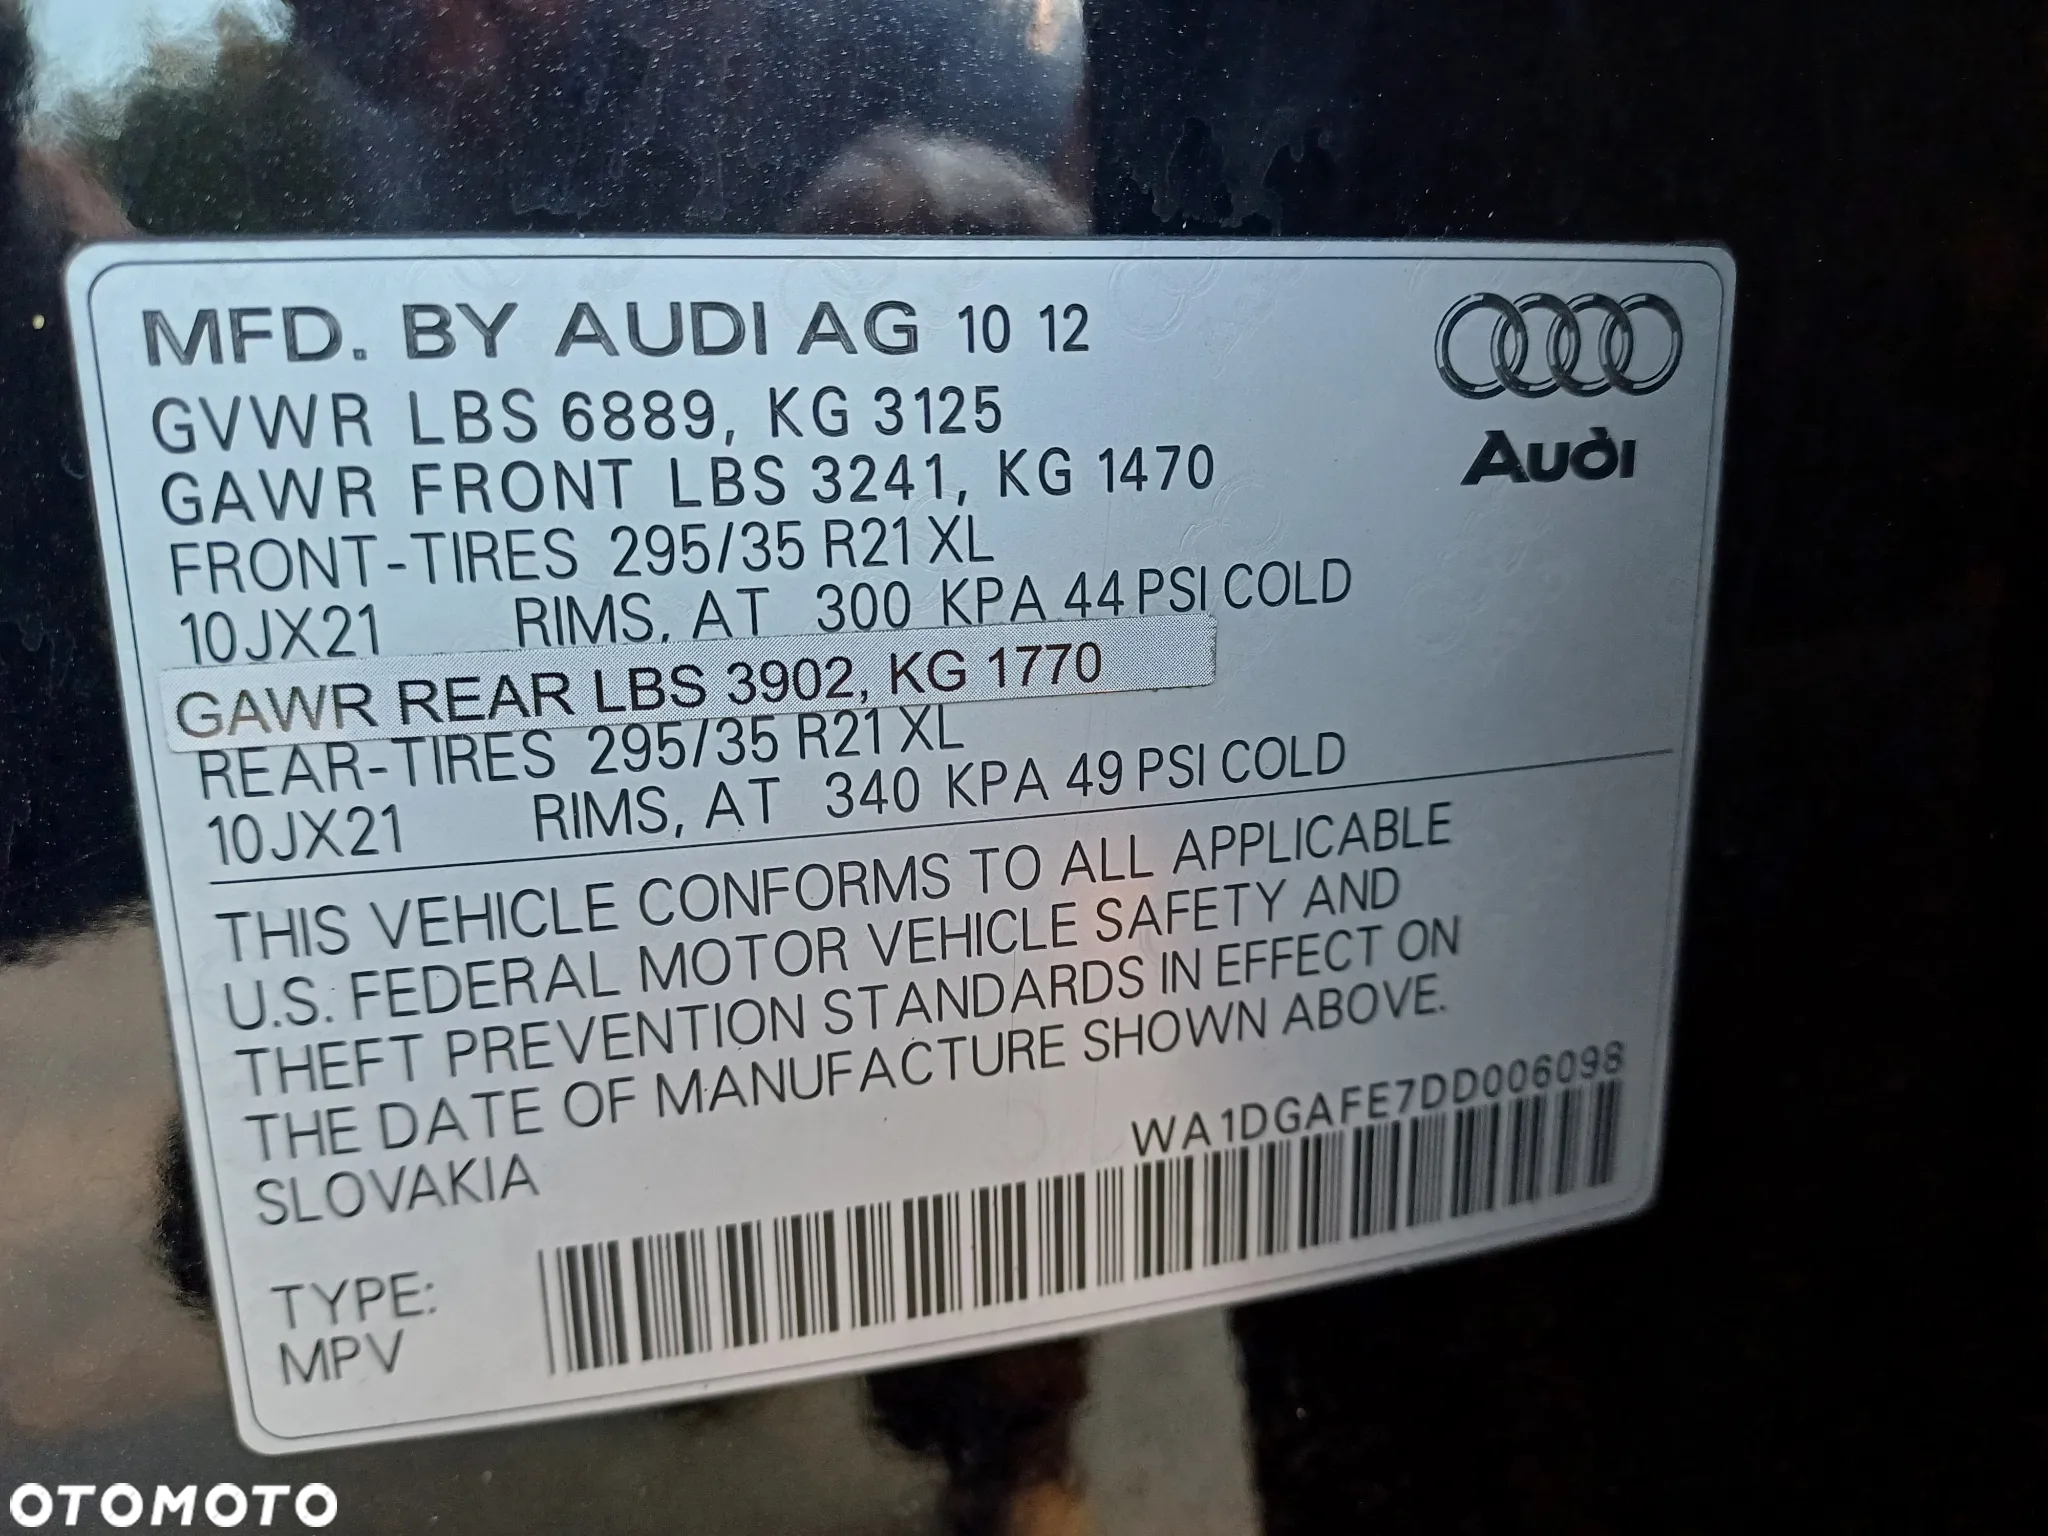 MFD. BY AUDI AG 10 12
GVWR LBS 6889, KG 3125
GAWR FRONT LBS 3241, KG 1470
FRONT-TIRES 295/35 R21 XL
10JX21 RIMS, AT 300 KPA 44 PSI COLD
GAWR REAR LBS 3902, KG 1770
REAR-TIRES 295/35 R21 XL
10JX21 RIMS, AT 340 KPA 49 PSI COLD
Audi
THIS VEHICLE CONFORMS TO ALL APPLICABLE
U.S. FEDERAL MOTOR VEHICLE SAFETY AND
THEFT PREVENTION STANDARDS IN EFFECT ON
THE DATE OF MANUFACTURE SHOWN ABOVE.
SLOVAKIA
WA1DGAFE7DD006098
TYPE:
MPV
OTOMOTO